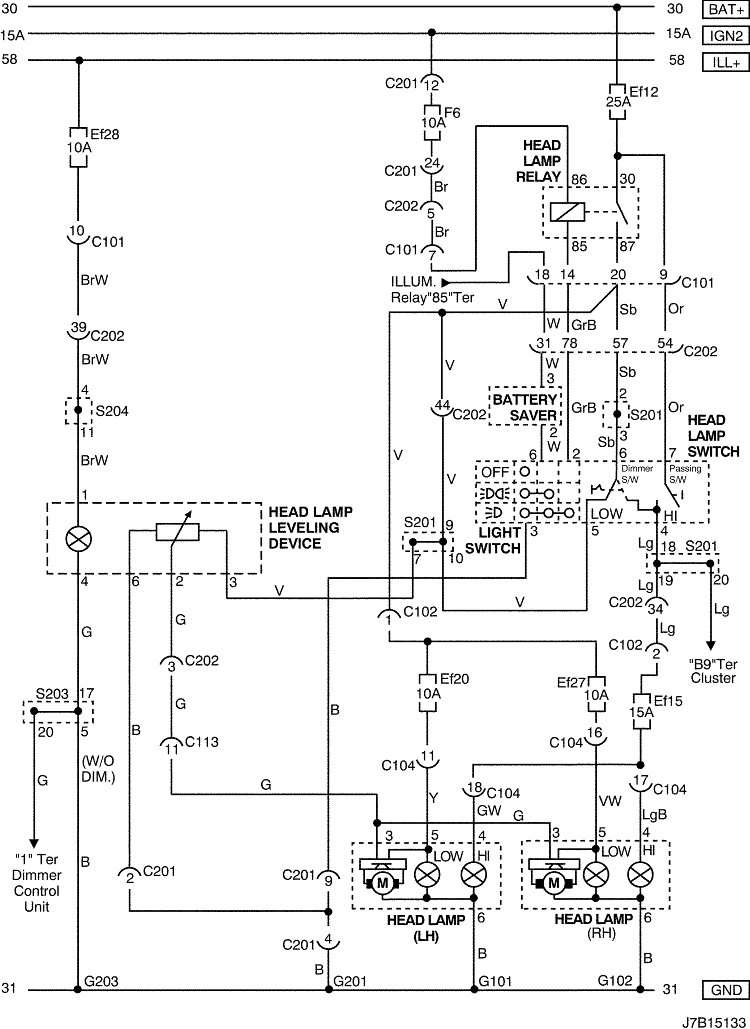 30 30 BAT+
15A 15A IGN2
58 58 ILL+
C201 12
Ef12
25A
F6
10A
Ef28
10A
HEAD
LAMP
RELAY
24
C201
Br
86 30
C202 5
Br
10
C101
C101 7
85 87
BrW
ILLUM.
Relay"85"Ter
18 14 20 9 C101
V
W GrB Sb Or
39
C202
31 78 57 54 C202
BrW
V
W
3
Sb
4
S204
11
44 C202
BATTERY
SAVER
2
W
GrB
2
S201
3
Sb
Or
HEAD
LAMP
SWITCH
BrW
V
V
6 2 6 7
OFF
Dimmer
S/W
Passing
S/W
1
HEAD LAMP
LEVELING
DEVICE
LOW HI
S201 9
7 10
LIGHT
SWITCH
3 5 4
Lg 18 S201
19 20
4 6 2 3
V
V
Lg
C202 34
Lg
Lg
C102
1
G G
C102 2
3 C202
"B9"Ter
Cluster
Ef20
10A
Ef27
10A
Ef15
15A
S203 17
20 5
G
B
B
11 C113
16
C104
(W/O
DIM.)
11
C104
G
G
18 C104
17 C104
Y GW G VW LgB
3 5 4 3 5 4
"1" Ter
Dimmer
Control
Unit
B
C201
2
C201
9
LOW HI
M
LOW HI
M
HEAD LAMP
(LH)
6
HEAD LAMP
(RH)
6
C201 4
B
B B
31 G203 G201 G101 G102 31 GND
J7B15133